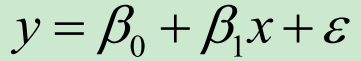 y = β₀ + β₁x + ε